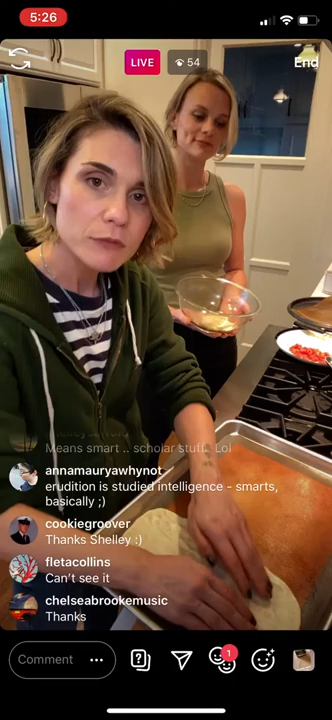 5:26
LIVE
54
End
Means smart .. scholar stuff.. Lol
annamauryawhynot
erudition is studied intelligence - smarts,
basically ;)
cookiegroover
Thanks Shelley :)
fletacollins
Can't see it
chelseabrookemusic
Thanks
Comment
1